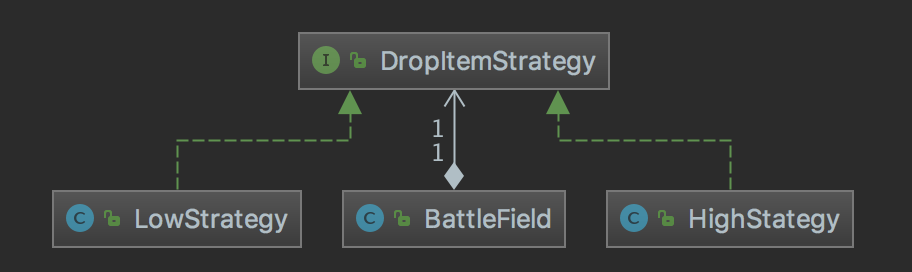 I DropItemStrategy
1
1
C LowStrategy
C BattleField
C HighStategy